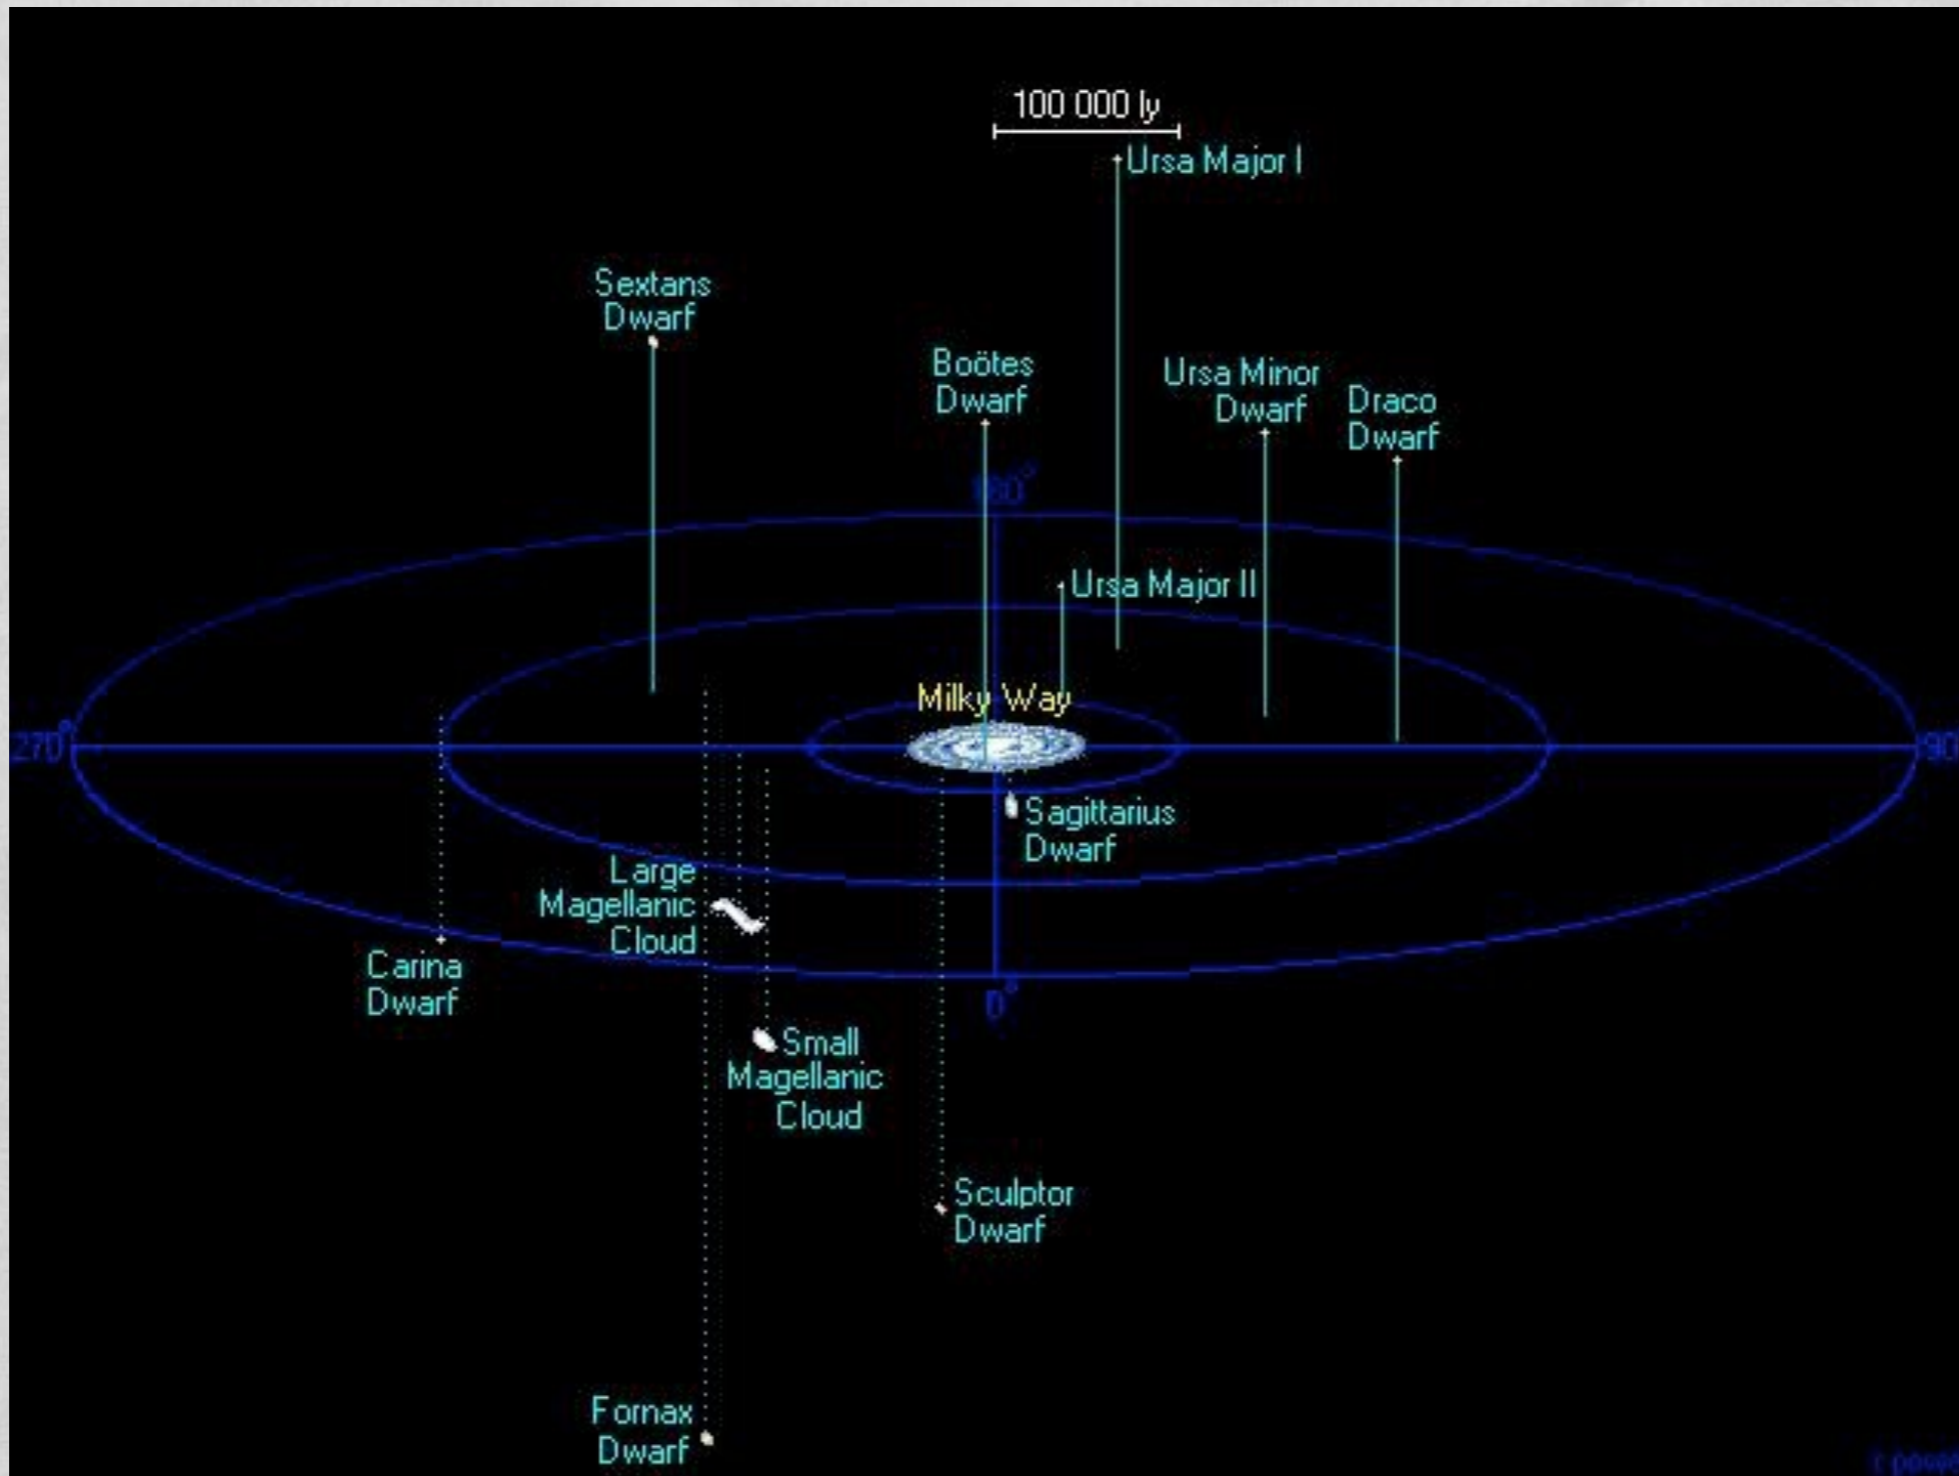 100 000 ly
Ursa Major I
Sextans
Dwarf
Boötes
Dwarf
Ursa Minor
Dwarf
Draco
Dwarf
180°
Ursa Major II
Milky Way
270°
90
Sagittarius
Dwarf
Large
Magellanic
Cloud
Carina
Dwarf
0°
Small
Magellanic
Cloud
Sculptor
Dwarf
Fornax
Dwarf